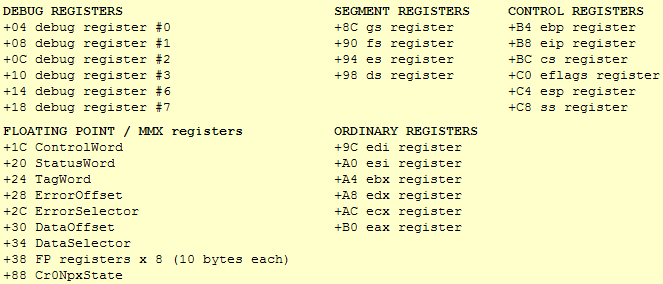 DEBUG REGISTERS
+04 debug register #0
+08 debug register #1
+0C debug register #2
+10 debug register #3
+14 debug register #6
+18 debug register #7
SEGMENT REGISTERS
+8C gs register
+90 fs register
+94 es register
+98 ds register
CONTROL REGISTERS
+B4 ebp register
+B8 eip register
+BC cs register
+C0 eflags register
+C4 esp register
+C8 ss register
FLOATING POINT / MMX registers
+1C ControlWord
+20 StatusWord
+24 TagWord
+28 ErrorOffset
+2C ErrorSelector
+30 DataOffset
+34 DataSelector
+38 FP registers x 8 (10 bytes each)
+88 Cr0NpxState
ORDINARY REGISTERS
+9C edi register
+A0 esi register
+A4 ebx register
+A8 edx register
+AC ecx register
+B0 eax register